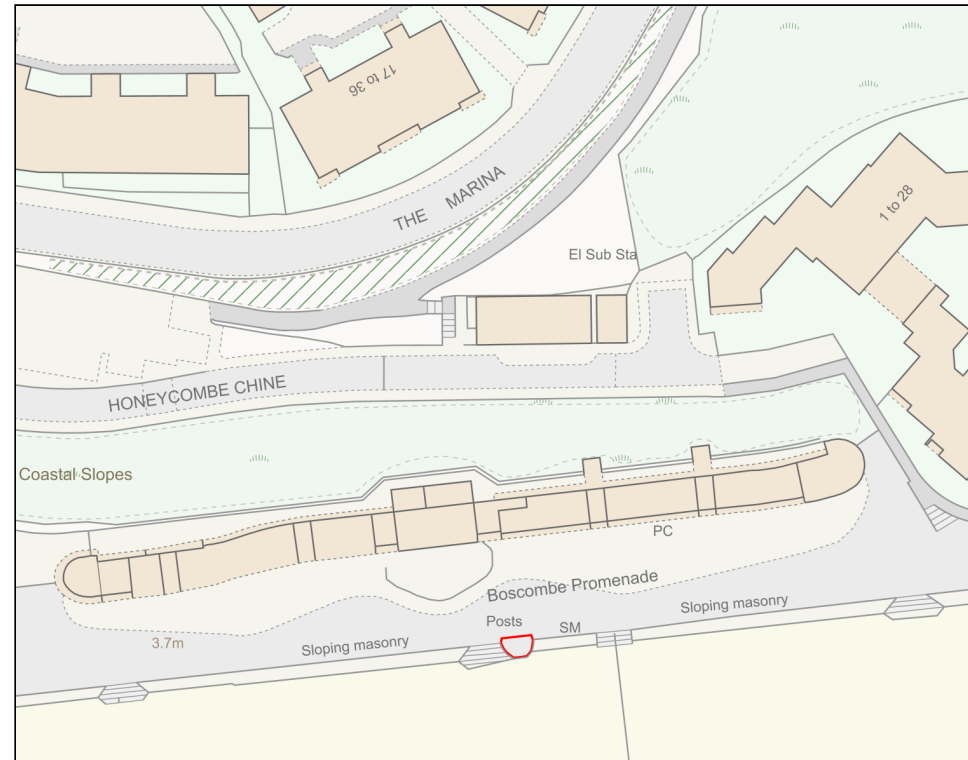 17 to 36
THE MARINA
1 to 28
El Sub Sta
HONEYCOMBE CHINE
Coastal Slopes
PC
Boscombe Promenade
Posts
SM
Sloping masonry
Sloping masonry
3.7m